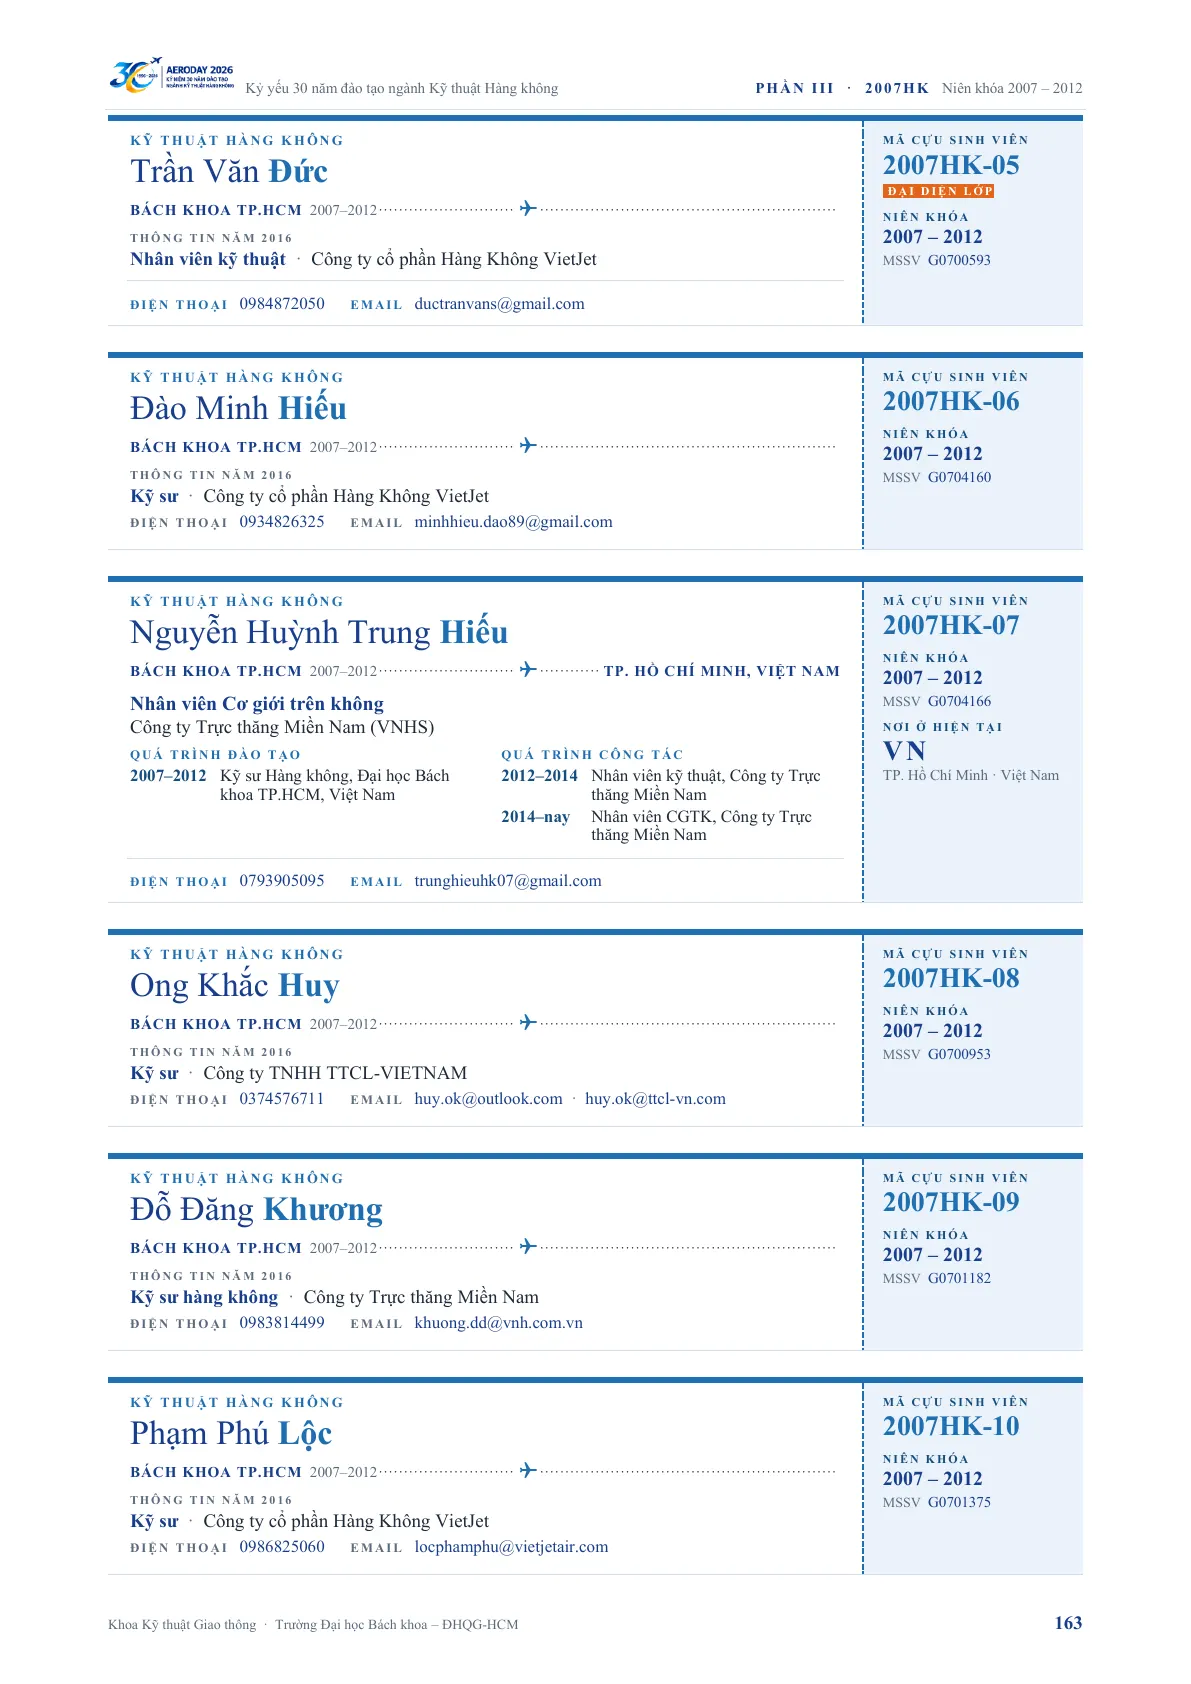 AERODAY 2026
KỶ NIỆM 30 NĂM ĐÀO TẠO
NGÀNH KỸ THUẬT HÀNG KHÔNG
Kỷ yếu 30 năm đào tạo ngành Kỹ thuật Hàng không
PHẦN III · 2007HK Niên khóa 2007 – 2012
KỸ THUẬT HÀNG KHÔNG
Trần Văn Đức
BÁCH KHOA TP.HCM 2007–2012
THÔNG TIN NĂM 2016
Nhân viên kỹ thuật · Công ty cổ phần Hàng Không VietJet
ĐIỆN THOẠI 0984872050 EMAIL ductranvans@gmail.com
MÃ CỰU SINH VIÊN
2007HK-05
ĐẠI DIỆN LỚP
NIÊN KHÓA
2007 – 2012
MSSV G0700593
KỸ THUẬT HÀNG KHÔNG
Đào Minh Hiếu
BÁCH KHOA TP.HCM 2007–2012
THÔNG TIN NĂM 2016
Kỹ sư · Công ty cổ phần Hàng Không VietJet
ĐIỆN THOẠI 0934826325 EMAIL minhhieu.dao89@gmail.com
MÃ CỰU SINH VIÊN
2007HK-06
NIÊN KHÓA
2007 – 2012
MSSV G0704160
KỸ THUẬT HÀNG KHÔNG
Nguyễn Huỳnh Trung Hiếu
BÁCH KHOA TP.HCM 2007–2012 TP. HỒ CHÍ MINH, VIỆT NAM
Nhân viên Cơ giới trên không
Công ty Trực thăng Miền Nam (VNHS)
QUÁ TRÌNH ĐÀO TẠO
2007–2012 Kỹ sư Hàng không, Đại học Bách
khoa TP.HCM, Việt Nam
QUÁ TRÌNH CÔNG TÁC
2012–2014 Nhân viên kỹ thuật, Công ty Trực
thăng Miền Nam
2014–nay Nhân viên CGTK, Công ty Trực
thăng Miền Nam
ĐIỆN THOẠI 0793905095 EMAIL trunghieuhk07@gmail.com
MÃ CỰU SINH VIÊN
2007HK-07
NIÊN KHÓA
2007 – 2012
MSSV G0704166
NƠI Ở HIỆN TẠI
VN
TP. Hồ Chí Minh · Việt Nam
KỸ THUẬT HÀNG KHÔNG
Ong Khắc Huy
BÁCH KHOA TP.HCM 2007–2012
THÔNG TIN NĂM 2016
Kỹ sư · Công ty TNHH TTCL-VIETNAM
ĐIỆN THOẠI 0374576711 EMAIL huy.ok@outlook.com · huy.ok@ttcl-vn.com
MÃ CỰU SINH VIÊN
2007HK-08
NIÊN KHÓA
2007 – 2012
MSSV G0700953
KỸ THUẬT HÀNG KHÔNG
Đỗ Đăng Khương
BÁCH KHOA TP.HCM 2007–2012
THÔNG TIN NĂM 2016
Kỹ sư hàng không · Công ty Trực thăng Miền Nam
ĐIỆN THOẠI 0983814499 EMAIL khuong.dd@vnh.com.vn
MÃ CỰU SINH VIÊN
2007HK-09
NIÊN KHÓA
2007 – 2012
MSSV G0701182
KỸ THUẬT HÀNG KHÔNG
Phạm Phú Lộc
BÁCH KHOA TP.HCM 2007–2012
THÔNG TIN NĂM 2016
Kỹ sư · Công ty cổ phần Hàng Không VietJet
ĐIỆN THOẠI 0986825060 EMAIL locphamphu@vietjetair.com
MÃ CỰU SINH VIÊN
2007HK-10
NIÊN KHÓA
2007 – 2012
MSSV G0701375
Khoa Kỹ thuật Giao thông · Trường Đại học Bách khoa – ĐHQG-HCM
163